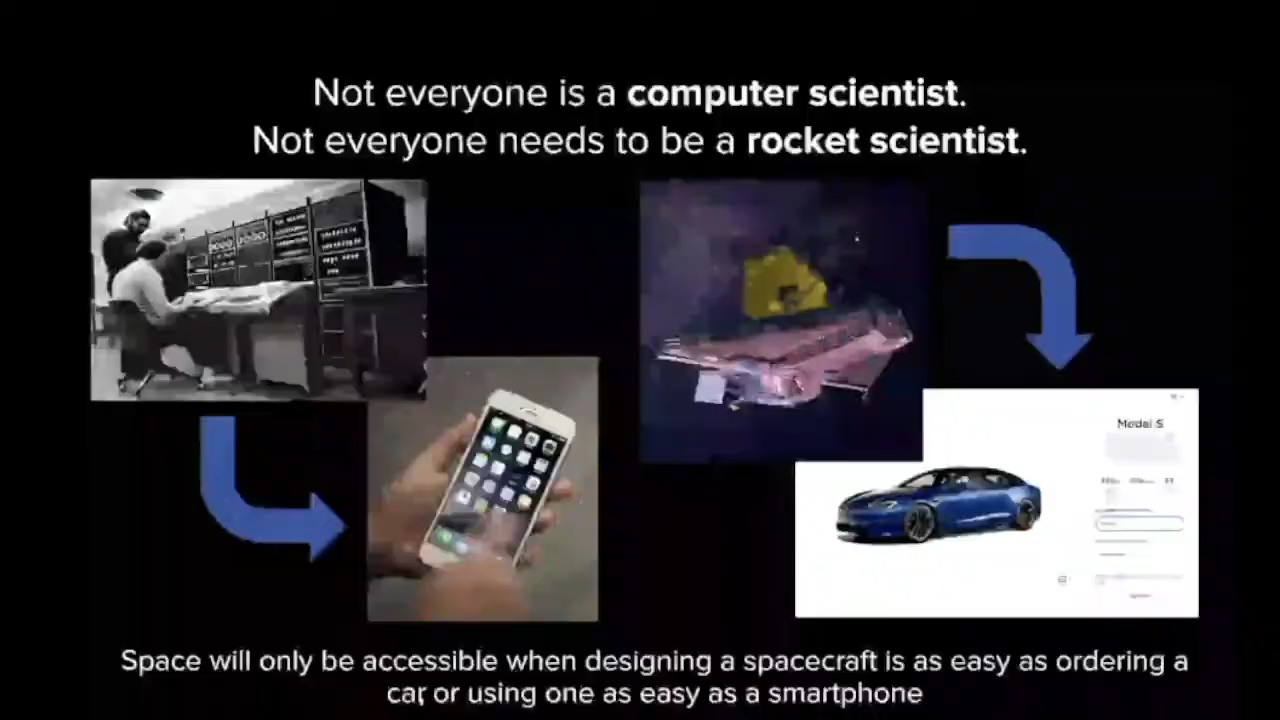 Not everyone is a computer scientist.
Not everyone needs to be a rocket scientist.
Model S
Space will only be accessible when designing a spacecraft is as easy as ordering a
car, or using one as easy as a smartphone